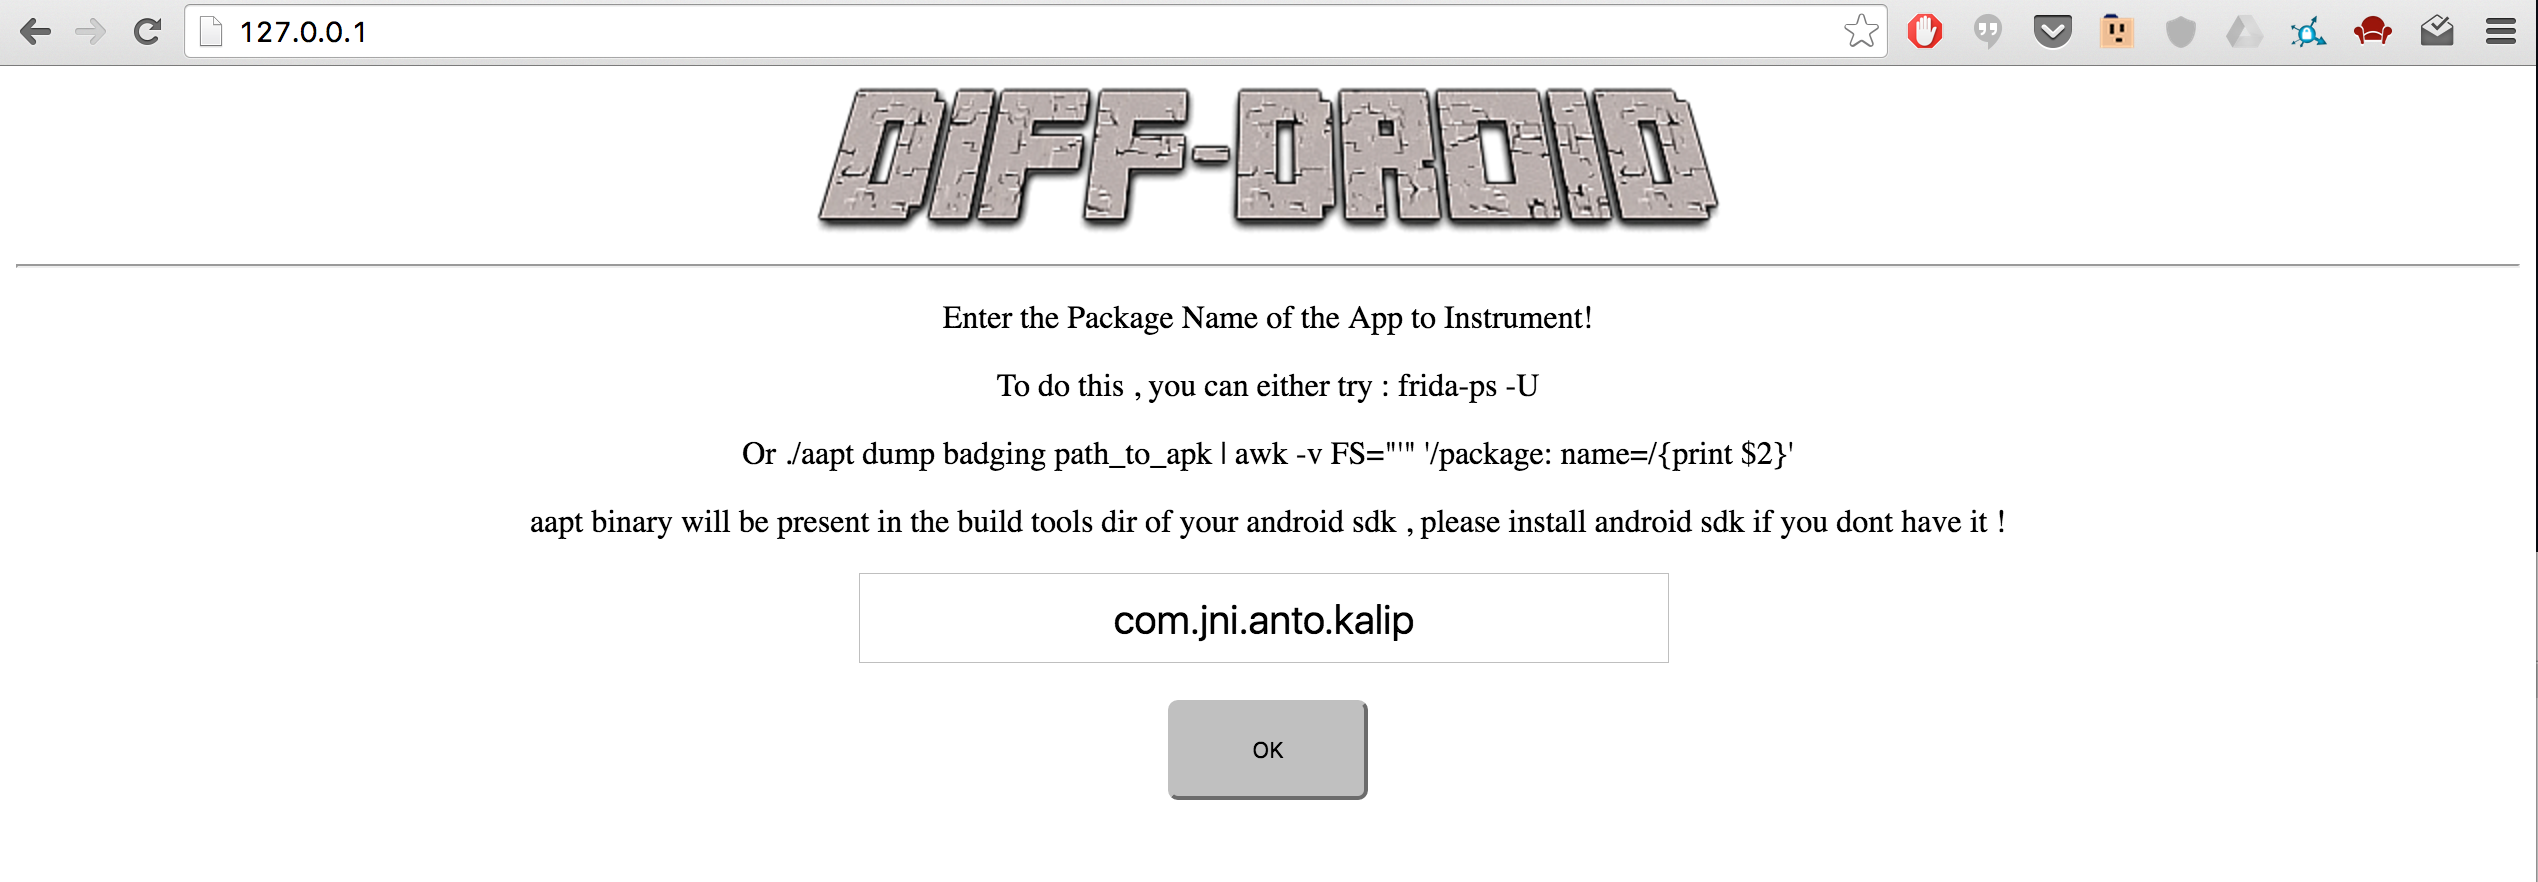 127.0.0.1
DIFF-DROID
Enter the Package Name of the App to Instrument!
To do this , you can either try : frida-ps -U
Or ./aapt dump badging path_to_apk | awk -v FS="'" '/package: name=/{print $2}'
aapt binary will be present in the build tools dir of your android sdk , please install android sdk if you dont have it !
com.jni.anto.kalip
OK